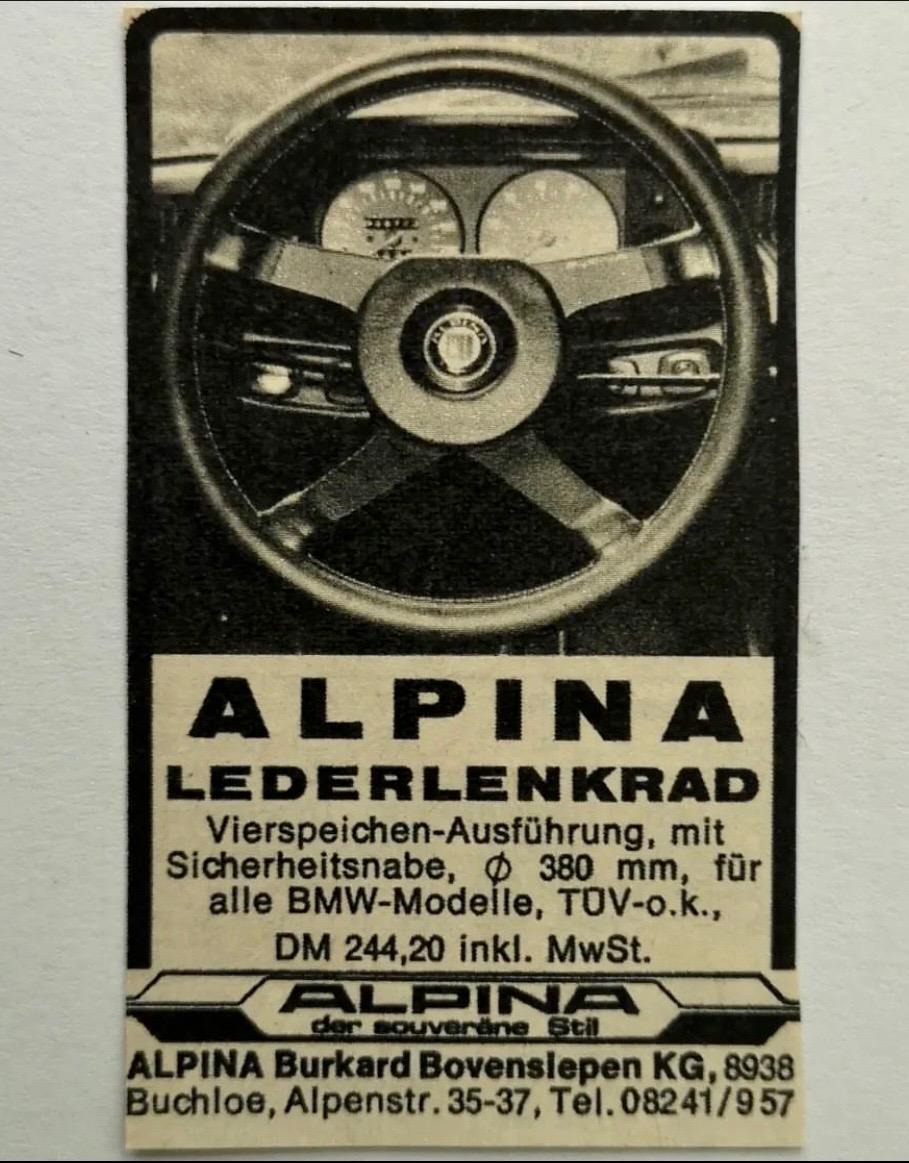 ALPINA
ALPINA
LEDERLENKRAD
Vierspeichen-Ausführung, mit
Sicherheitsnabe, ϕ 380 mm, für
alle BMW-Modelle, TÜV-o.k.,
DM 244,20 inkl. MwSt.
ALPINA
der souveräne Stil
ALPINA Burkard Bovensiepen KG, 8938
Buchloe, Alpenstr. 35-37, Tel. 08241/957